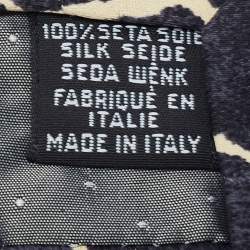 100% SETA SOIE
SILK SEIDE
SEDA WENK
FABRIQUÉ EN
ITALIE
MADE IN ITALY